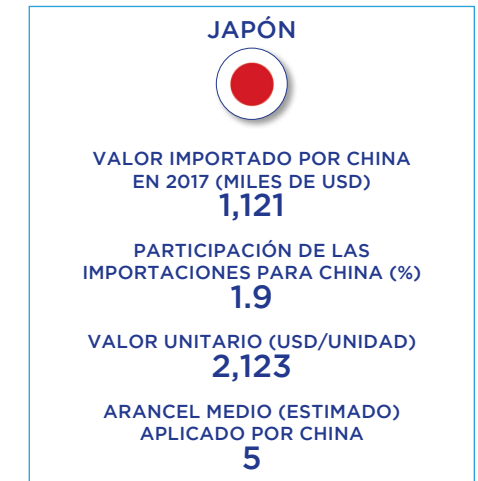 JAPÓN
VALOR IMPORTADO POR CHINA
EN 2017 (MILES DE USD)
1,121
PARTICIPACIÓN DE LAS
IMPORTACIONES PARA CHINA (%)
1.9
VALOR UNITARIO (USD/UNIDAD)
2,123
ARANCEL MEDIO (ESTIMADO)
APLICADO POR CHINA
5